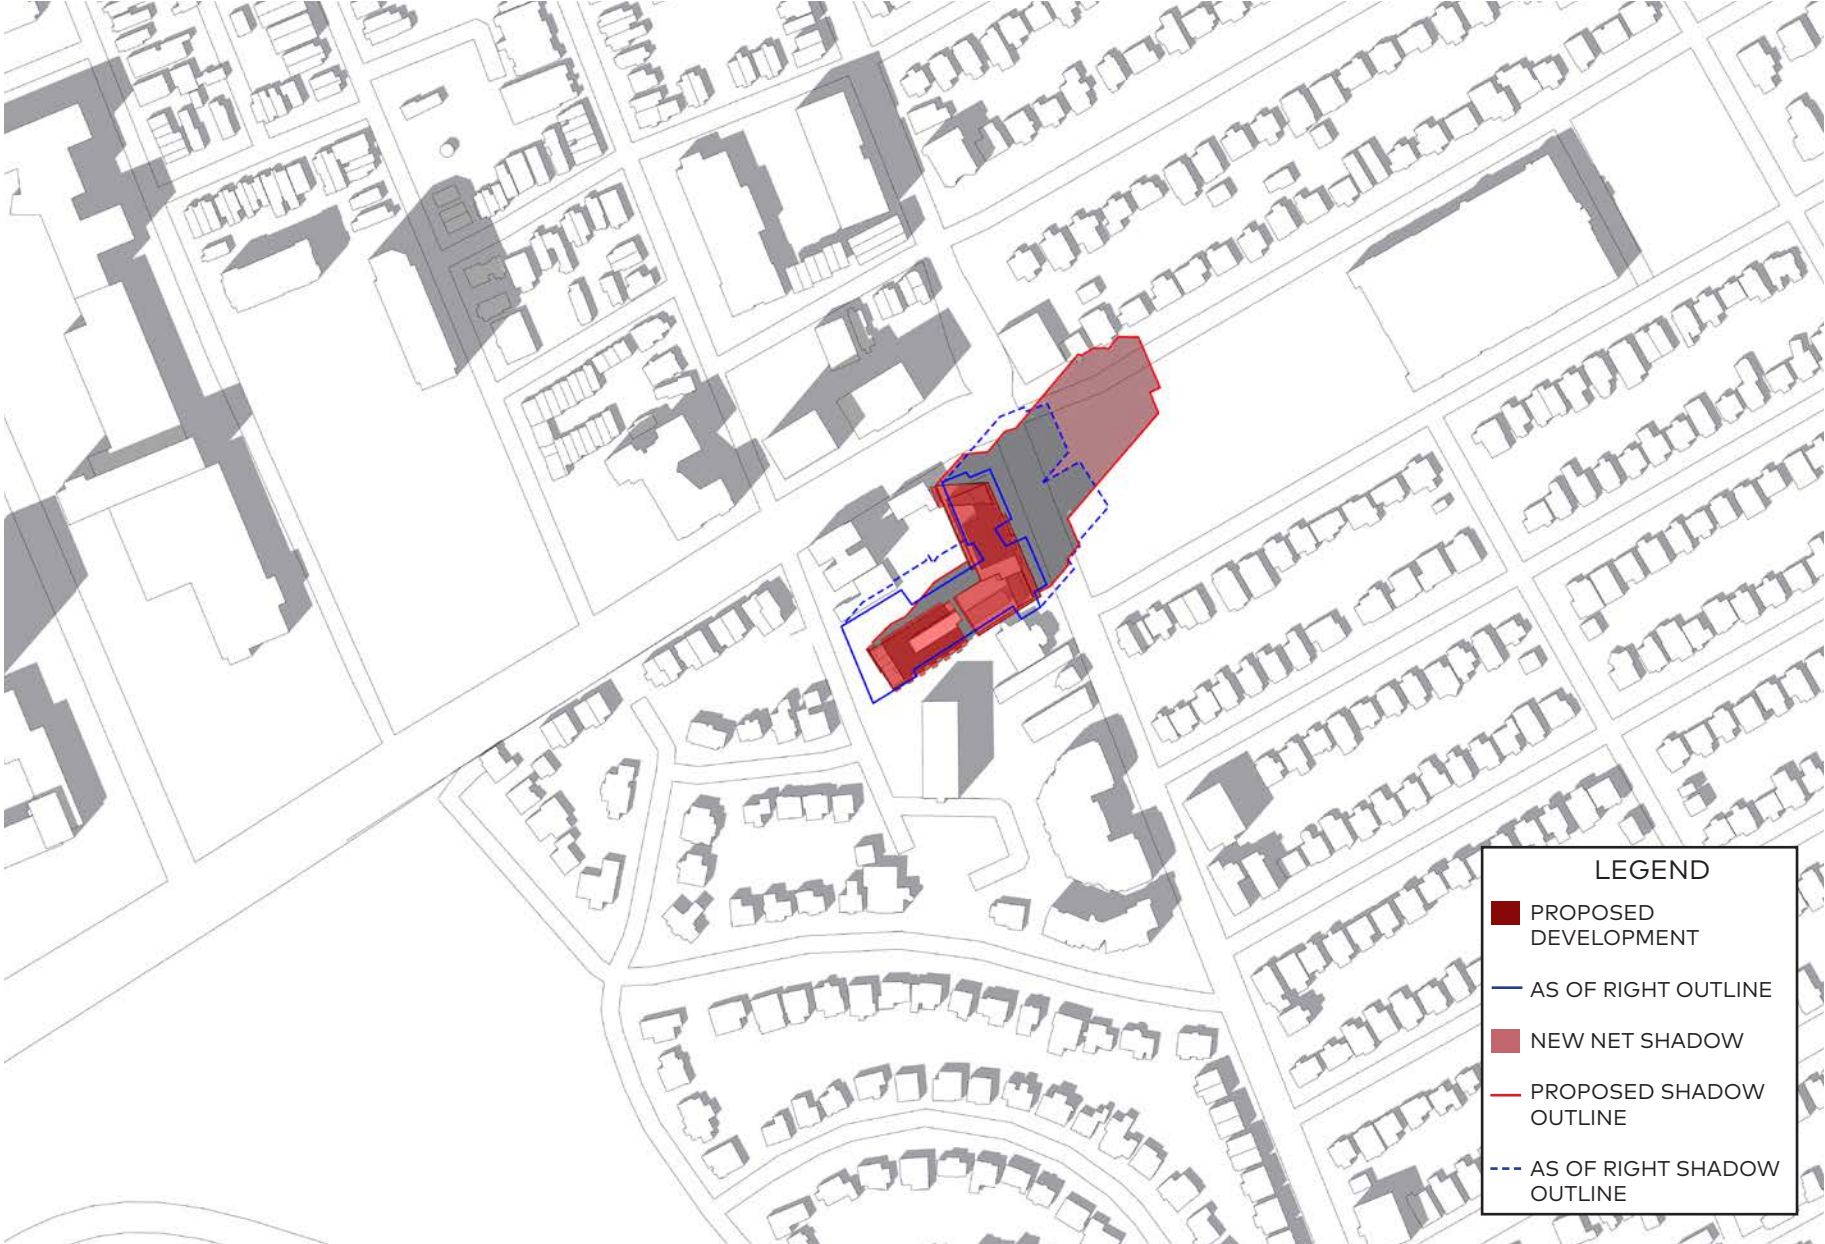 LEGEND
PROPOSED
DEVELOPMENT
AS OF RIGHT OUTLINE
NEW NET SHADOW
PROPOSED SHADOW
OUTLINE
AS OF RIGHT SHADOW
OUTLINE